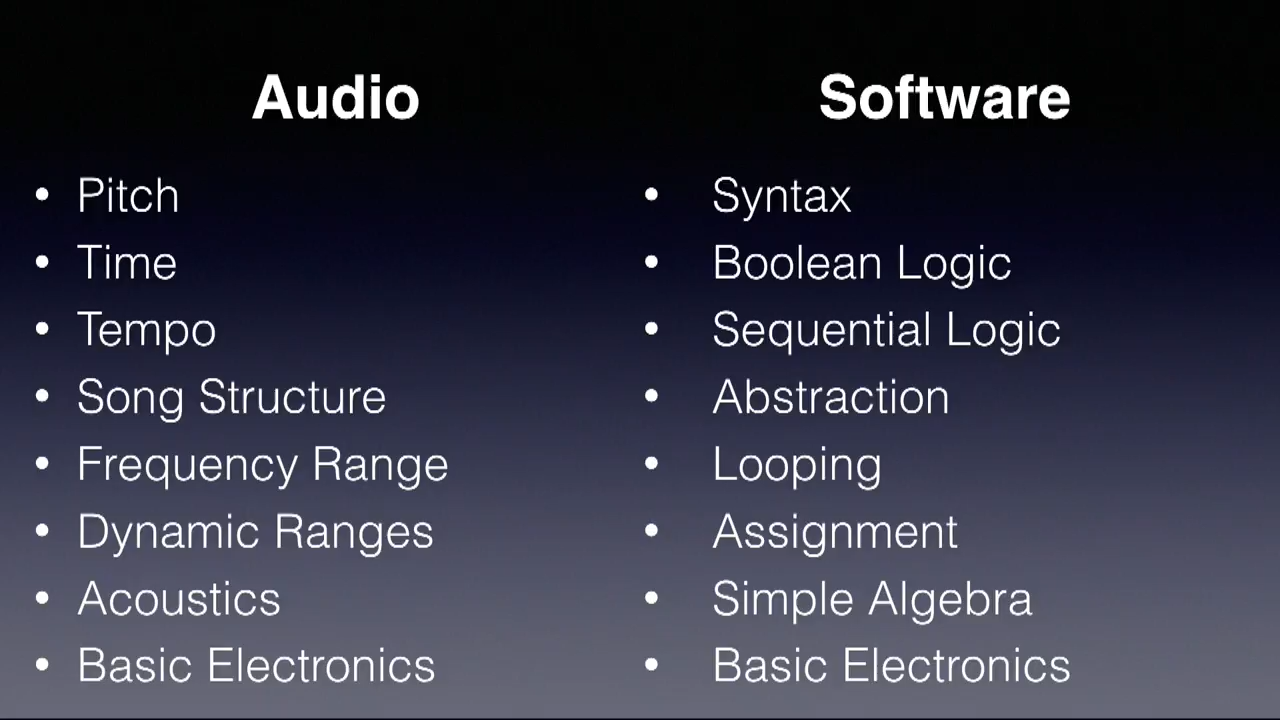 Audio
• Pitch
• Time
• Tempo
• Song Structure
• Frequency Range
• Dynamic Ranges
• Acoustics
• Basic Electronics
Software
• Syntax
• Boolean Logic
• Sequential Logic
• Abstraction
• Looping
• Assignment
• Simple Algebra
• Basic Electronics